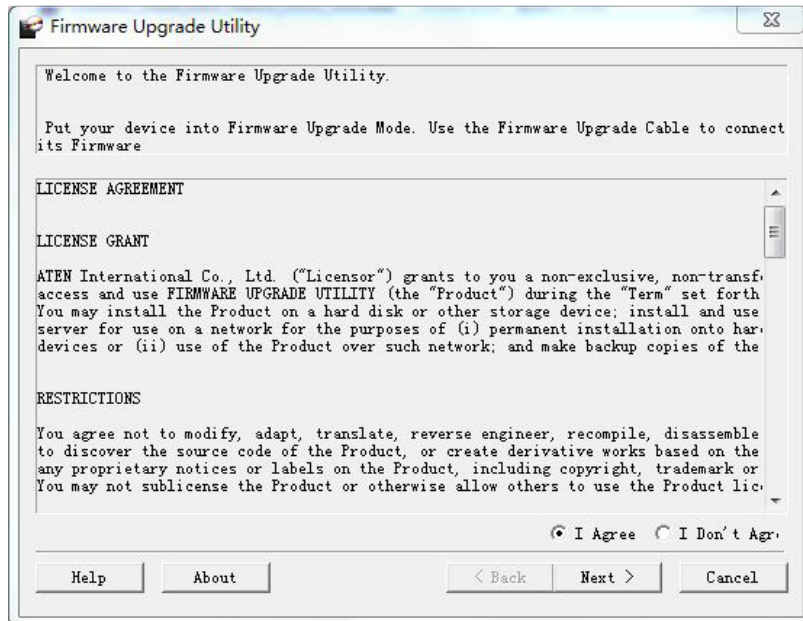 Firmware Upgrade Utility
Welcome to the Firmware Upgrade Utility.
Put your device into Firmware Upgrade Mode. Use the Firmware Upgrade Cable to connect
its Firmware
LICENSE AGREEMENT
LICENSE GRANT
ATEN International Co., Ltd. ("Licensor") grants to you a non-exclusive, non-transf
access and use FIRMWARE UPGRADE UTILITY (the "Product") during the "Term" set forth
You may install the Product on a hard disk or other storage device; install and use
server for use on a network for the purposes of (i) permanent installation onto har
devices or (ii) use of the Product over such network; and make backup copies of the
RESTRICTIONS
You agree not to modify, adapt, translate, reverse engineer, recompile, disassemble
to discover the source code of the Product, or create derivative works based on the
any proprietary notices or labels on the Product, including copyright, trademark or
You may not sublicense the Product or otherwise allow others to use the Product lic
I Agree I Don't Agr
Help About < Back Next > Cancel